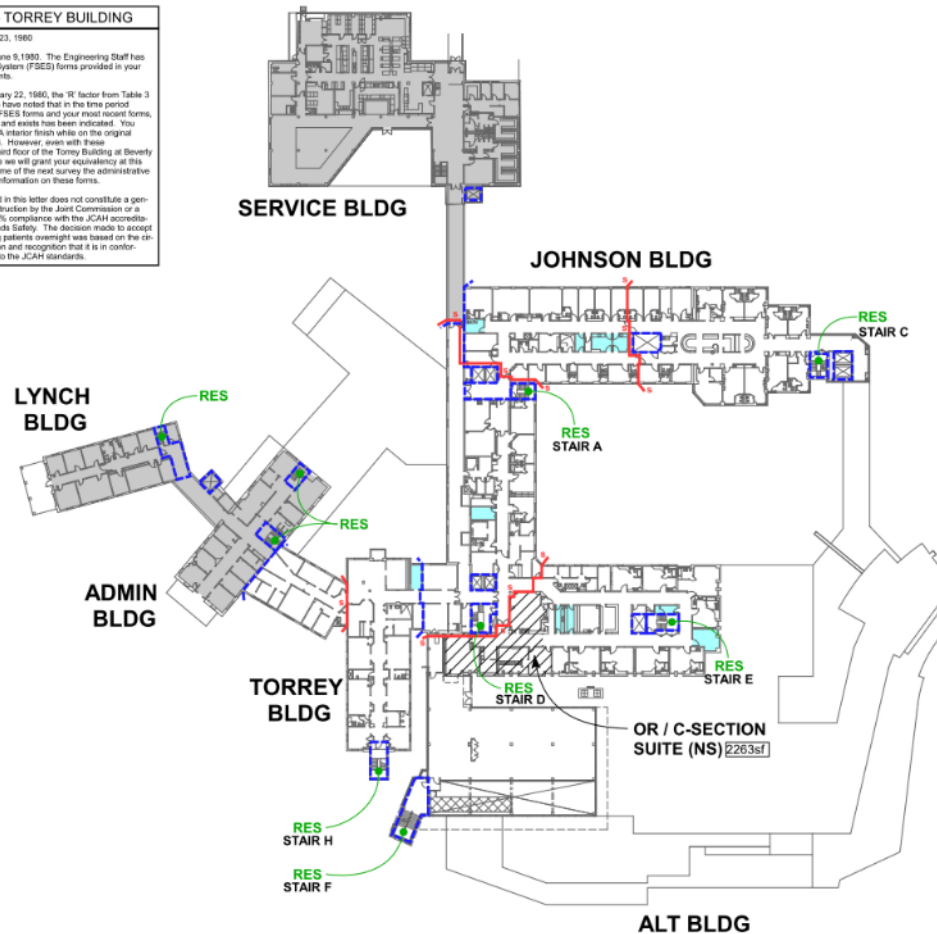 TORREY BUILDING
23, 1980
ne 9,1980. The Engineering Staff has
System (FSES) forms provided in your
nts.
ary 22, 1980, the 'R' factor from Table 3
have noted that in the time period
FSES forms and your most recent forms,
and exists has been indicated. You
A interior finish while on the original
. However, even with these
ird floor of the Torrey Building at Beverly
e we will grant your equivalency at this
me of the next survey the administrative
nformation on these forms.
d in this letter does not constitute a gen-
struction by the Joint Commission or a
% compliance with the JCAH accredita-
ds Safety. The decision made to accept
g patients overnight was based on the cir-
on and recognition that it is in confor-
to the JCAH standards.
SERVICE BLDG
JOHNSON BLDG
S
S
S
RES
STAIR C
S
S
S
LYNCH
BLDG
RES
RES
STAIR A
RES
S
ADMIN
BLDG
S
S
RES
STAIR E
TORREY
BLDG
RES
STAIR D
OR / C-SECTION
SUITE (NS) 2263sf
RES
STAIR H
RES
STAIR F
ALT BLDG